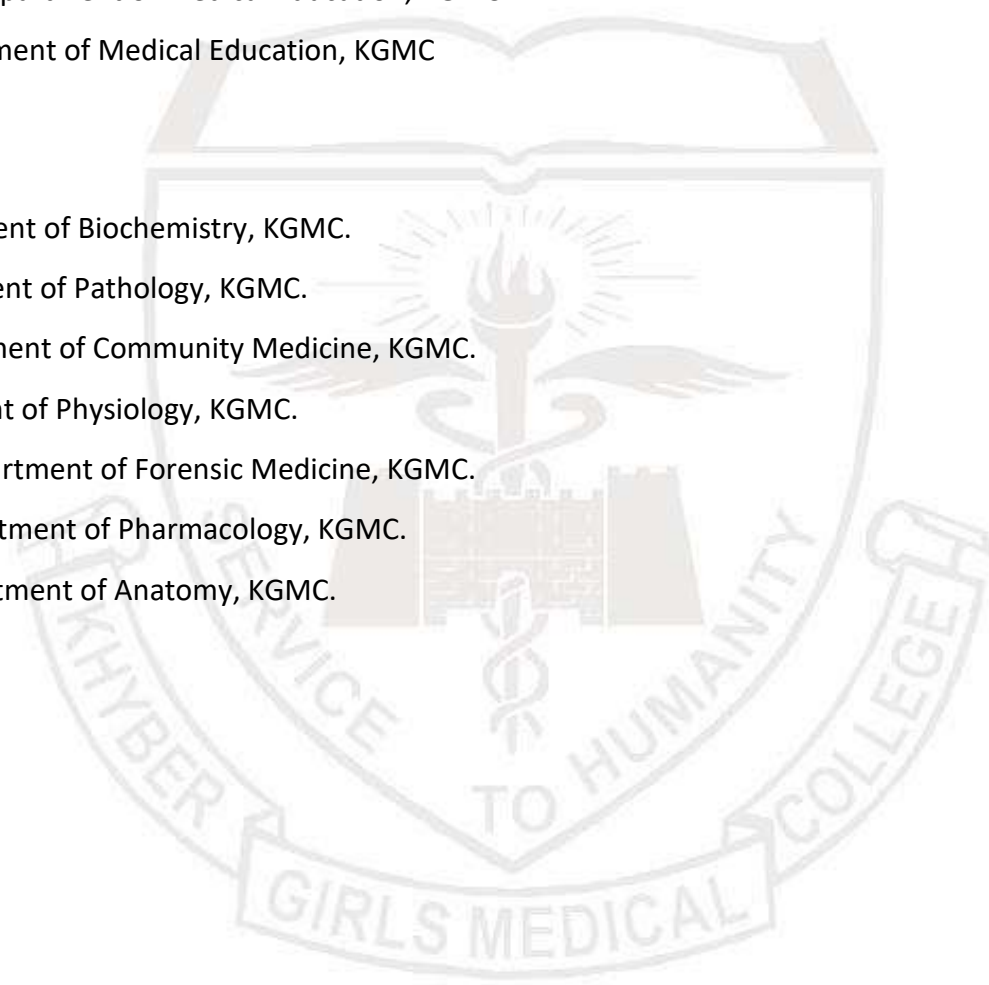 ment of Medical Education, KGMC
ent of Biochemistry, KGMC.
ent of Pathology, KGMC.
ment of Community Medicine, KGMC.
t of Physiology, KGMC.
rtment of Forensic Medicine, KGMC.
tment of Pharmacology, KGMC.
tment of Anatomy, KGMC.
SERVICE TO HUMANITY
KHYBER GIRLS MEDICAL COLLEGE